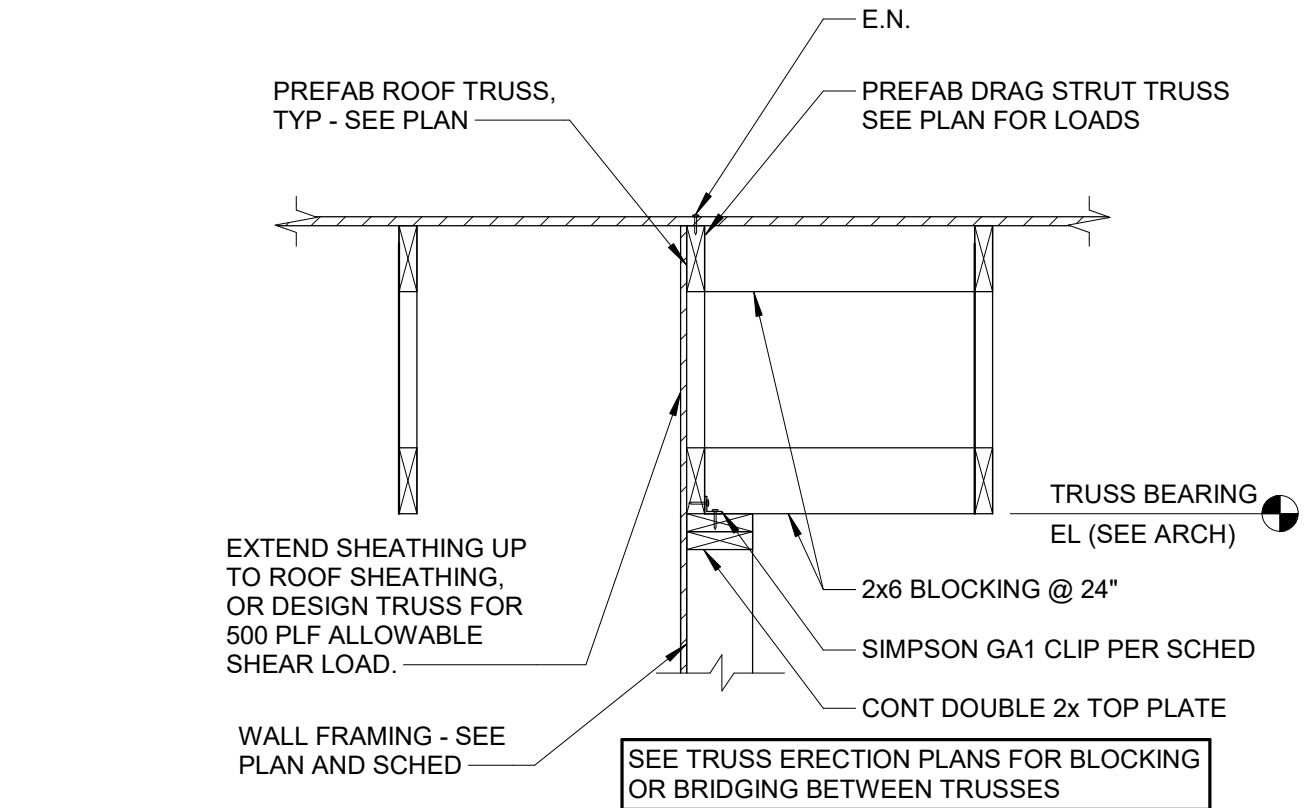 E.N.
PREFAB ROOF TRUSS,
TYP - SEE PLAN
PREFAB DRAG STRUT TRUSS
SEE PLAN FOR LOADS
TRUSS BEARING
EL (SEE ARCH)
EXTEND SHEATHING UP
TO ROOF SHEATHING,
OR DESIGN TRUSS FOR
500 PLF ALLOWABLE
SHEAR LOAD.
2x6 BLOCKING @ 24"
SIMPSON GA1 CLIP PER SCHED
CONT DOUBLE 2x TOP PLATE
WALL FRAMING - SEE
PLAN AND SCHED
SEE TRUSS ERECTION PLANS FOR BLOCKING
OR BRIDGING BETWEEN TRUSSES